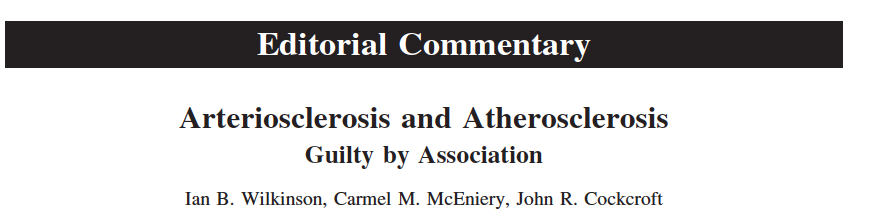 Editorial Commentary
Arteriosclerosis and Atherosclerosis
Guilty by Association
Ian B. Wilkinson, Carmel M. McEniery, John R. Cockcroft